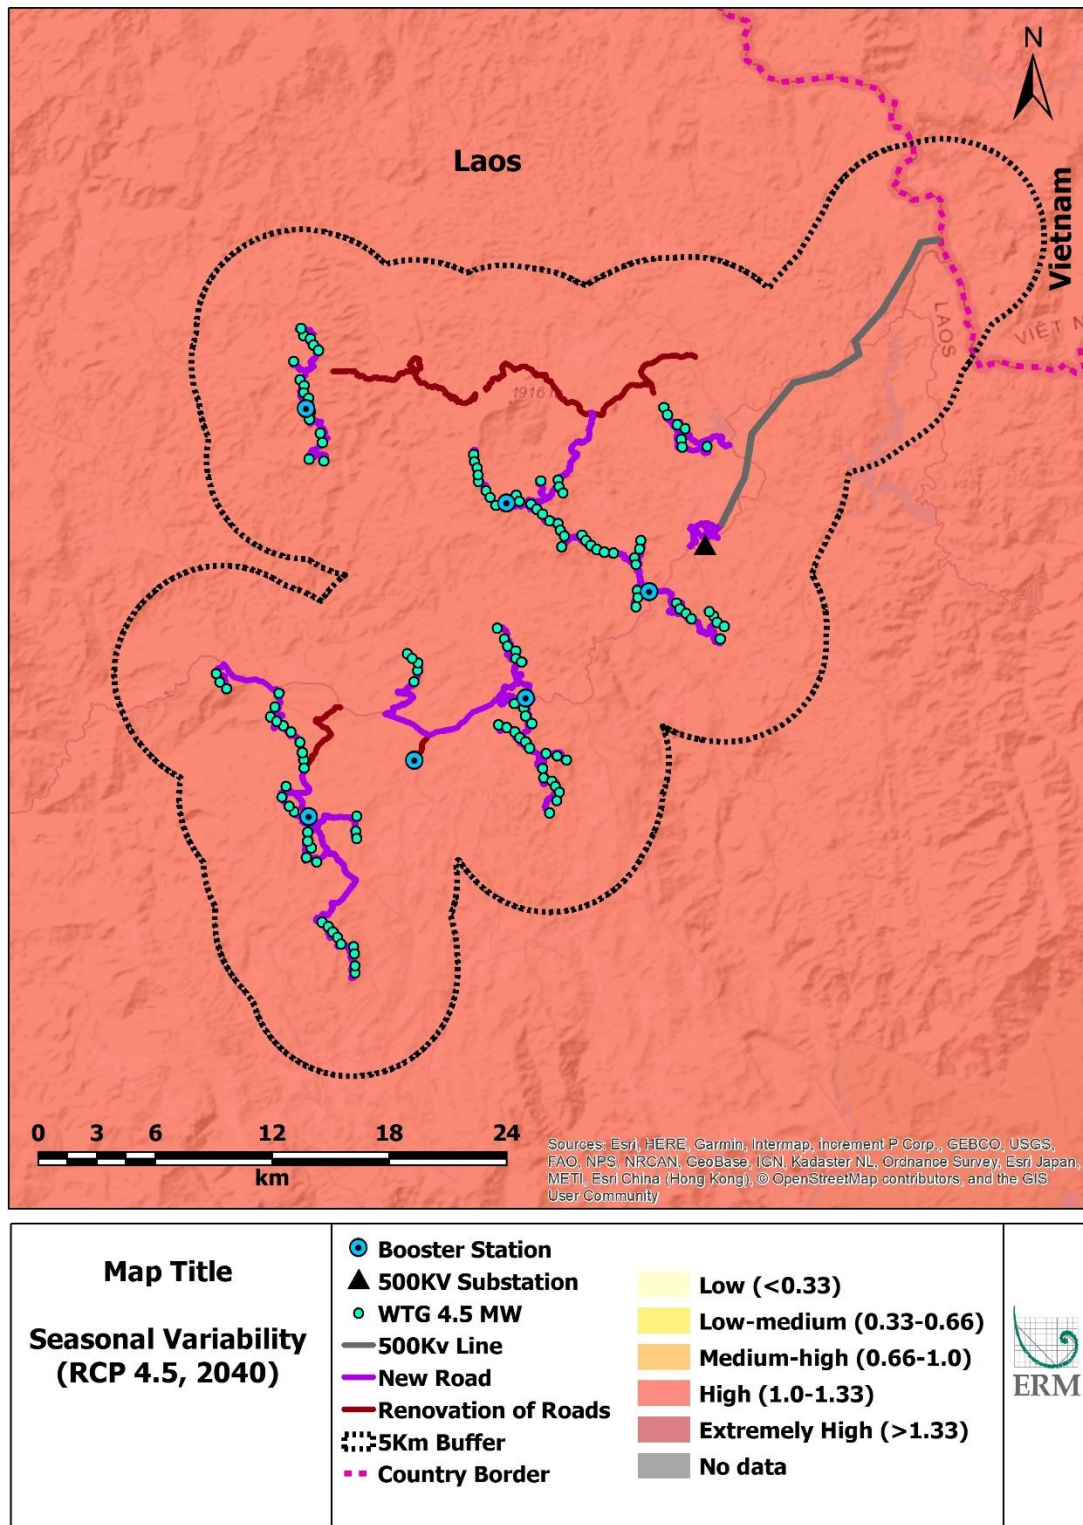 N
Laos
Vietnam
1916 m
LAOS
VIỆT N
0 3 6 12 18 24
km
Sources: Esri, HERE, Garmin, Intermap, increment P Corp., GEBCO, USGS,
FAO, NPS, NRCAN, GeoBase, IGN, Kadaster NL, Ordnance Survey, Esri Japan,
METI, Esri China (Hong Kong), © OpenStreetMap contributors, and the GIS
User Community
Map Title
Seasonal Variability
(RCP 4.5, 2040)
Booster Station
500KV Substation
WTG 4.5 MW
500Kv Line
New Road
Renovation of Roads
5Km Buffer
Country Border
Low (<0.33)
Low-medium (0.33-0.66)
Medium-high (0.66-1.0)
High (1.0-1.33)
Extremely High (>1.33)
No data
ERM